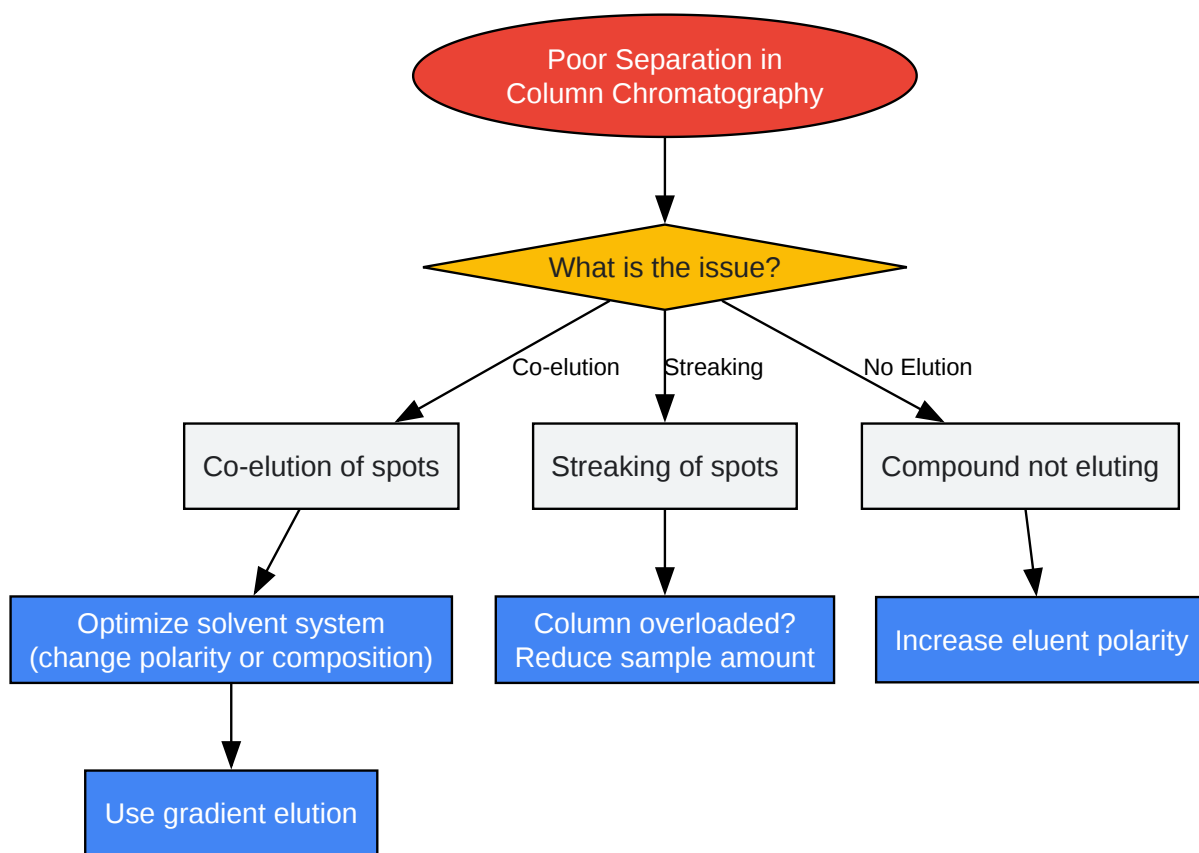 Poor Separation in
Column Chromatography
What is the issue?
Co-elution
Streaking
No Elution
Co-elution of spots
Streaking of spots
Compound not eluting
Optimize solvent system
(change polarity or composition)
Column overloaded?
Reduce sample amount
Increase eluent polarity
Use gradient elution